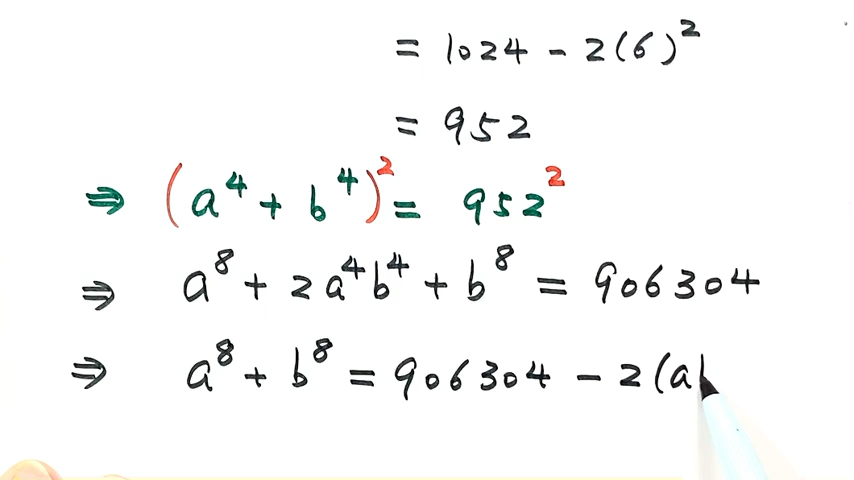 = 1024 - 2(6)²
= 952
⇒ (a⁴ + b⁴)² = 952²
⇒ a⁸ + 2a⁴b⁴ + b⁸ = 906304
⇒ a⁸ + b⁸ = 906304 - 2(ab